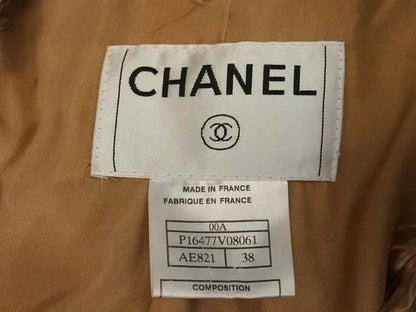 CHANEL
MADE IN FRANCE
FABRIQUE EN FRANCE
00A
P16477V08061
AE821 38
COMPOSITION